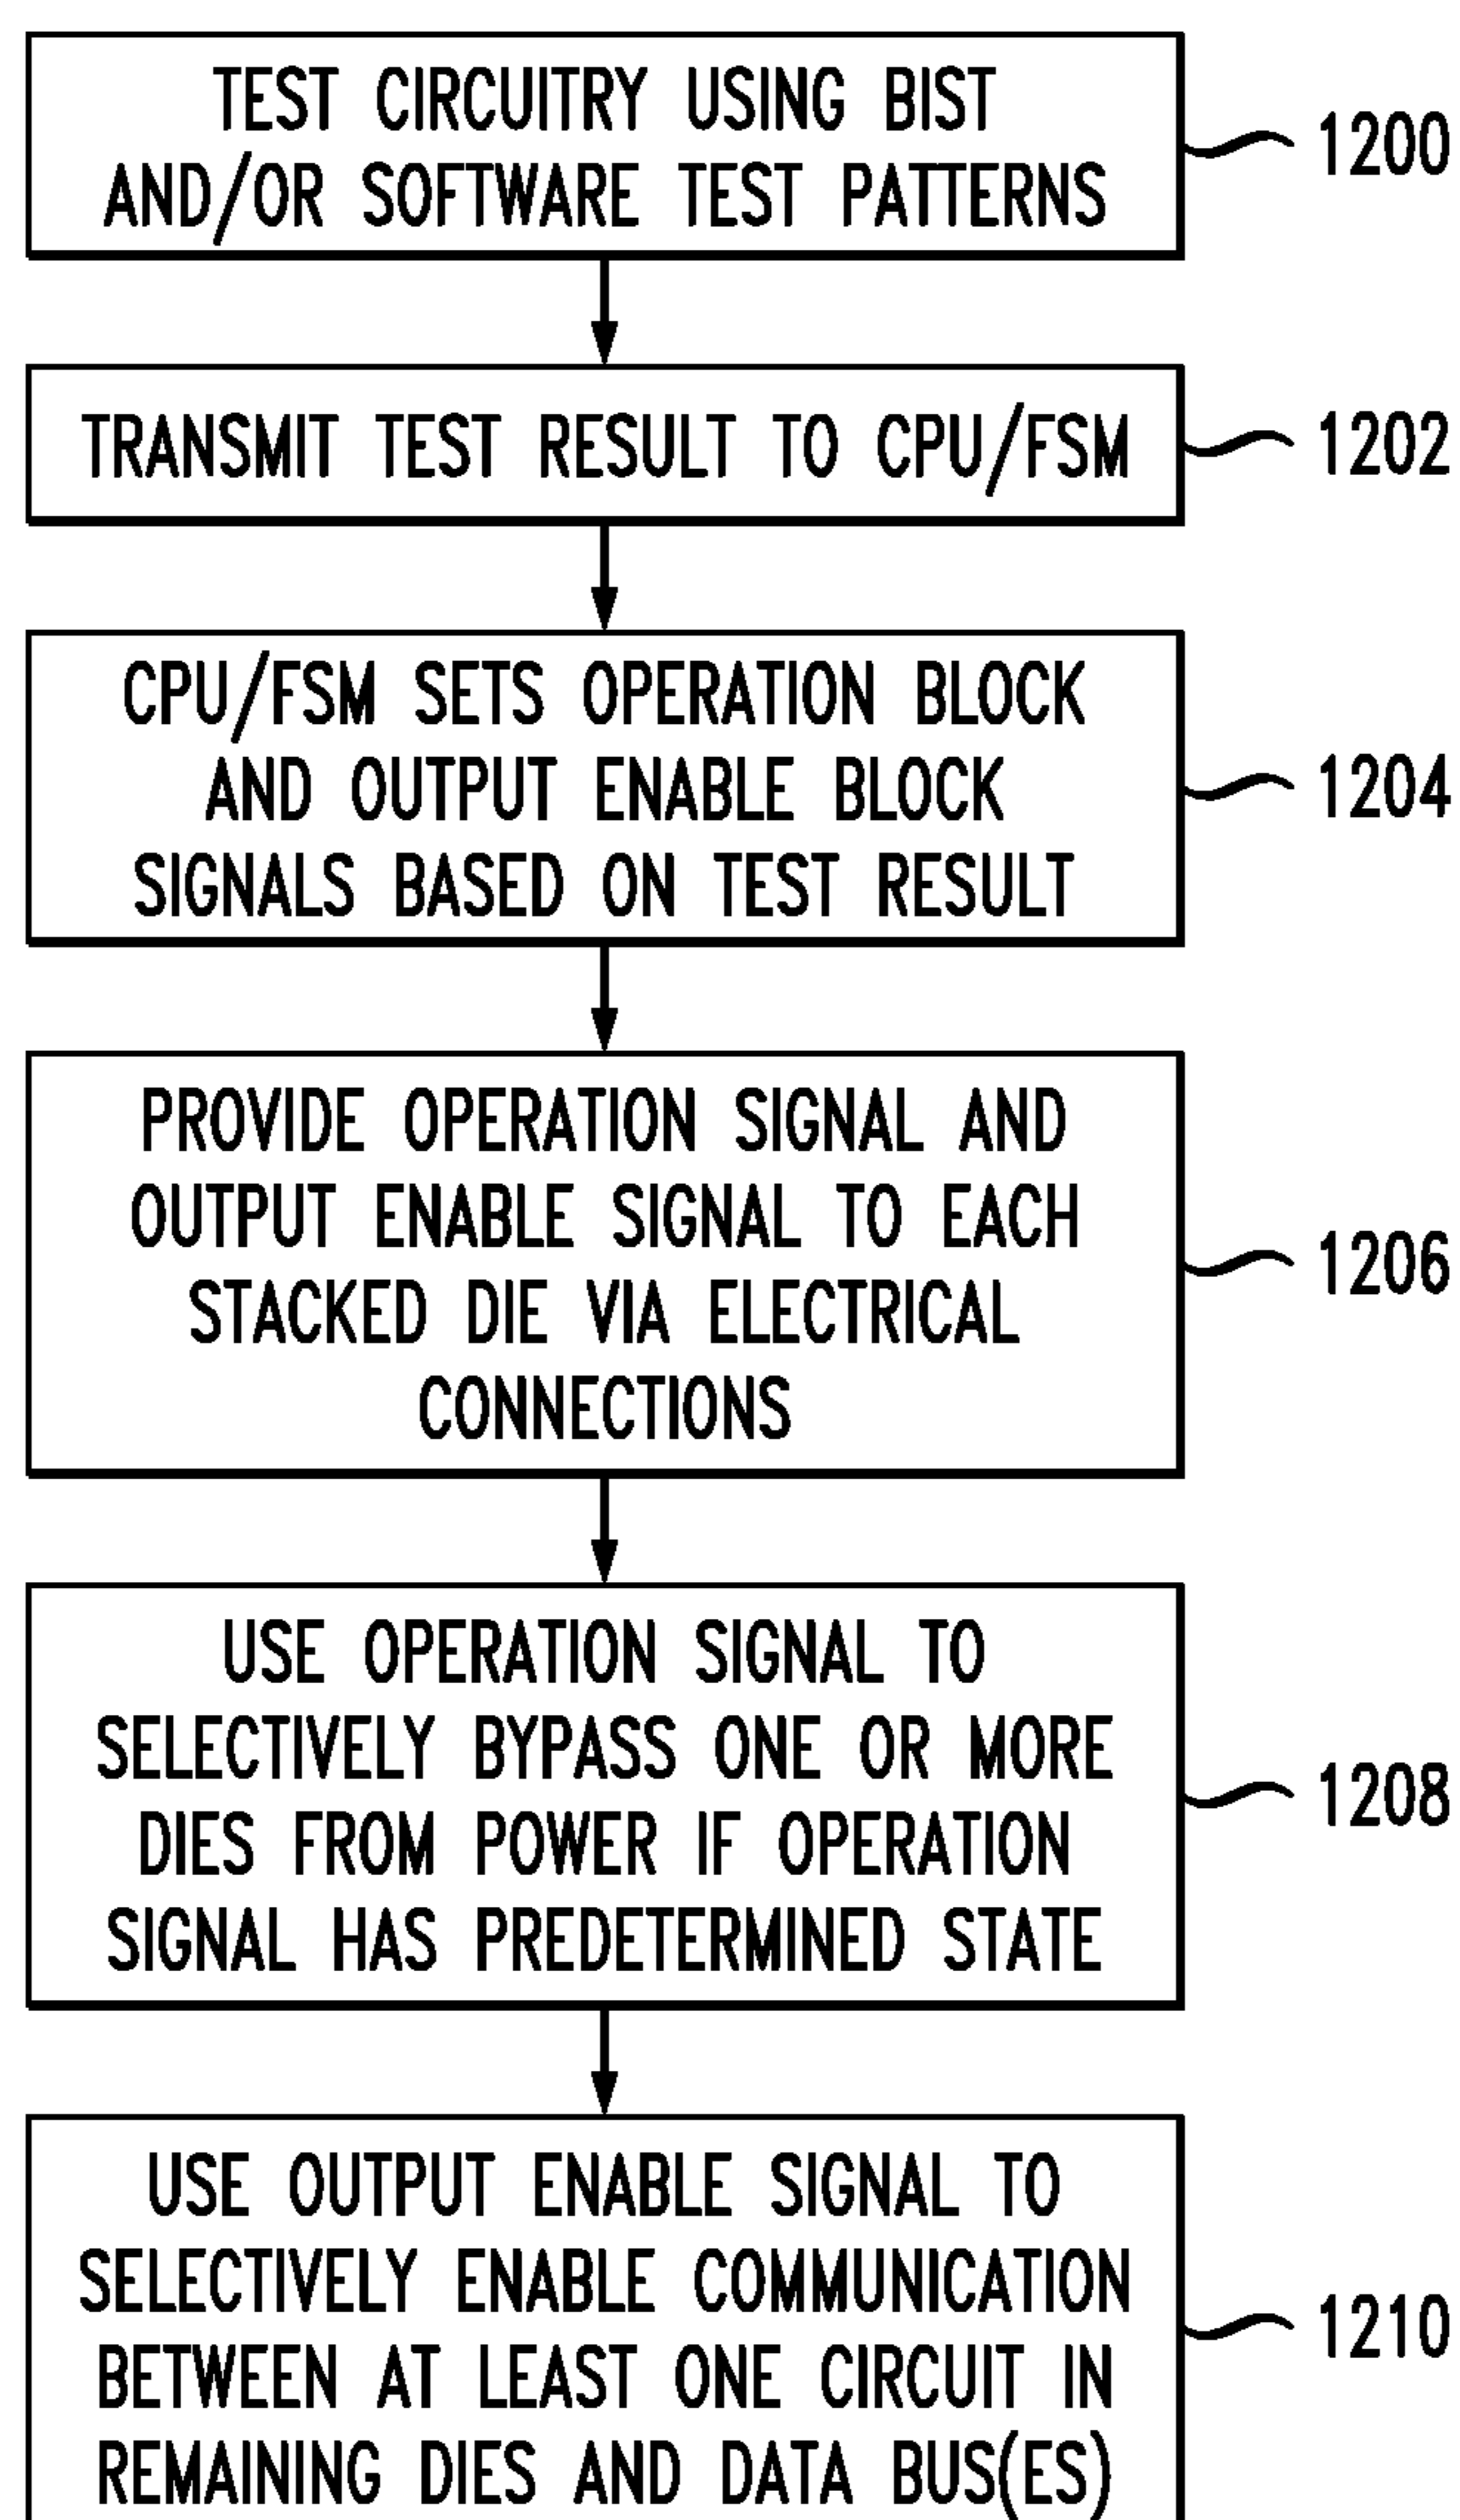 TEST CIRCUITRY USING BIST
AND/OR SOFTWARE TEST PATTERNS
1200
TRANSMIT TEST RESULT TO CPU/FSM
1202
CPU/FSM SETS OPERATION BLOCK
AND OUTPUT ENABLE BLOCK
SIGNALS BASED ON TEST RESULT
1204
PROVIDE OPERATION SIGNAL AND
OUTPUT ENABLE SIGNAL TO EACH
STACKED DIE VIA ELECTRICAL
CONNECTIONS
1206
USE OPERATION SIGNAL TO
SELECTIVELY BYPASS ONE OR MORE
DIES FROM POWER IF OPERATION
SIGNAL HAS PREDETERMINED STATE
1208
USE OUTPUT ENABLE SIGNAL TO
SELECTIVELY ENABLE COMMUNICATION
BETWEEN AT LEAST ONE CIRCUIT IN
REMAINING DIES AND DATA BUS(ES)
1210